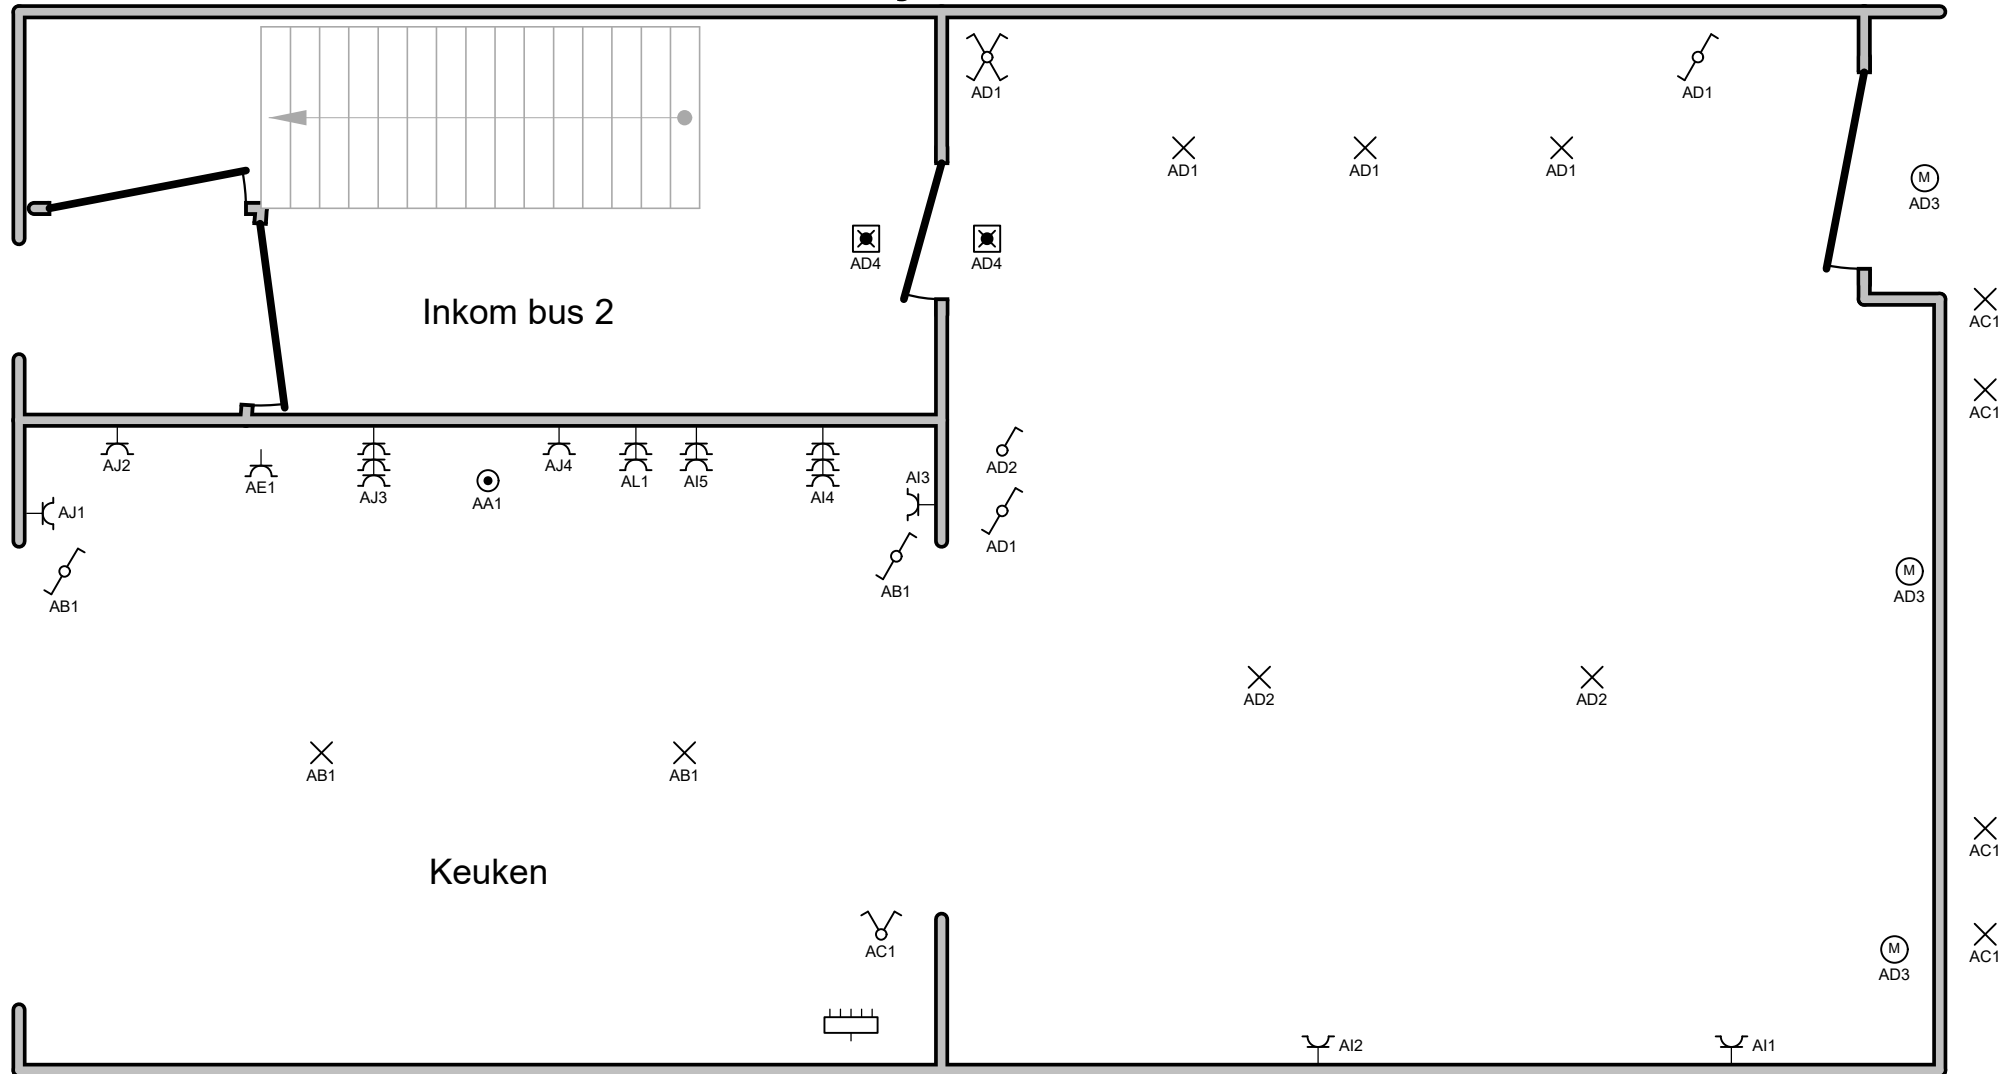 AD1
AD1
AD1
AD1
AD1
M
AD3
AD4
AD4
Inkom bus 2
AC1
AC1
AJ2
AE1
AJ3
AA1
AJ4
AL1
AI5
AI4
AI3
AD2
AJ1
AD1
AB1
AB1
M
AD3
AD2
AD2
AB1
AB1
AC1
Keuken
AC1
AC1
M
AD3
AI2
AI1